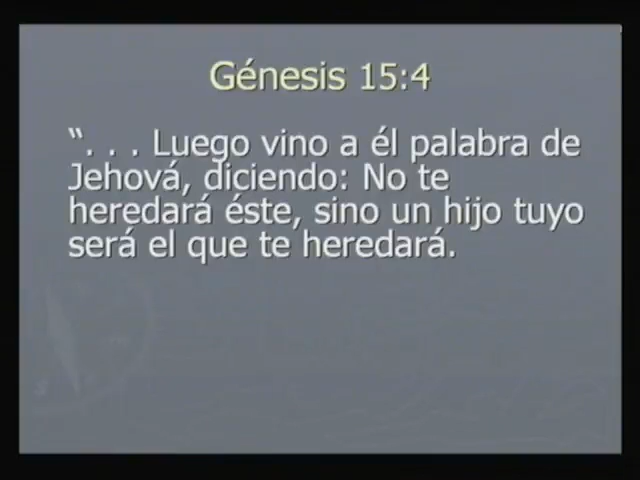 Génesis 15:4
“. . . Luego vino a él palabra de
Jehová, diciendo: No te
heredará éste, sino un hijo tuyo
será el que te heredará.